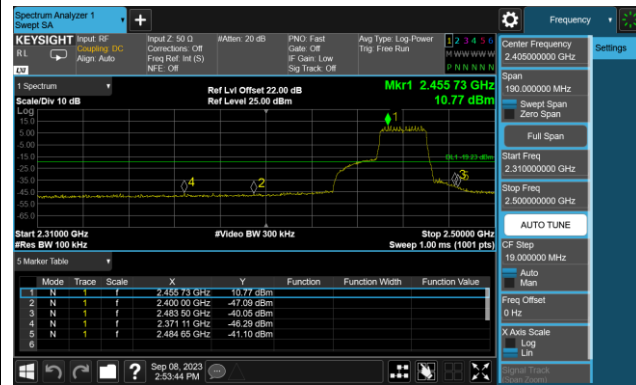 Spectrum Analyzer 1
Swept SA
Frequency
KEYSIGHT
Input: RF
Coupling: DC
Align: Auto
Input Z: 50 Ω
Corrections: Off
Freq Ref: Int (S)
NFE: Off
#Atten: 20 dB
PNO: Fast
Gate: Off
IF Gain: Low
Sig Track: Off
Avg Type: Log-Power
Trig: Free Run
1 2 3 4 5 6
M W W W W W
P N N N N N
R L
LXI
Center Frequency
2.405000000 GHz
Settings
Span
190.000000 MHz
Swept Span
Zero Span
Full Span
Start Freq
2.310000000 GHz
Stop Freq
2.500000000 GHz
AUTO TUNE
CF Step
19.000000 MHz
Auto
Man
Freq Offset
0 Hz
X Axis Scale
Log
Lin
Signal Track
(Span Zoom)
1 Spectrum
Scale/Div 10 dB
Ref Lvl Offset 22.00 dB
Ref Level 25.00 dBm
Mkr1 2.455 73 GHz
10.77 dBm
Log
15.0
5.00
-5.00
-15.0
-25.0
-35.0
-45.0
-55.0
-65.0
1
DL1 -19.23 dBm
4
2
Start 2.31000 GHz
#Res BW 100 kHz
#Video BW 300 kHz
Stop 2.50000 GHz
Sweep 1.00 ms (1001 pts)
5 Marker Table
Mode Trace Scale X Y Function Function Width Function Value
1 N 1 f 2.455 73 GHz 10.77 dBm
2 N 1 f 2.400 00 GHz -47.09 dBm
3 N 1 f 2.483 50 GHz -40.05 dBm
4 N 1 f 2.371 11 GHz -46.29 dBm
5 N 1 f 2.484 65 GHz -41.10 dBm
6
Sep 08, 2023
2:53:44 PM